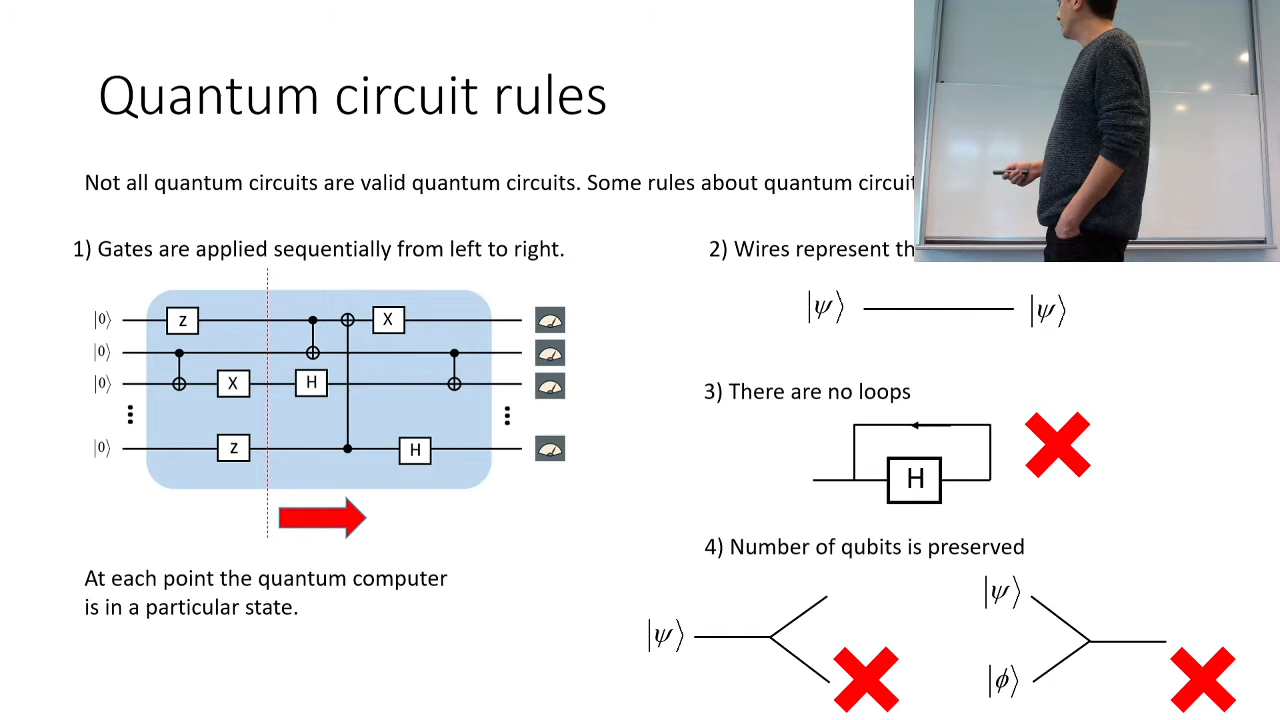 Quantum circuit rules
Not all quantum circuits are valid quantum circuits. Some rules about quantum
1) Gates are applied sequentially from left to right.
|0⟩ Z X
|0⟩
|0⟩ X H
⋮ ⋮
|0⟩ Z H
At each point the quantum computer
is in a particular state.
2) Wires represent
|ψ⟩ |ψ⟩
3) There are no loops
H
4) Number of qubits is preserved
|ψ⟩
|ψ⟩
|ϕ⟩